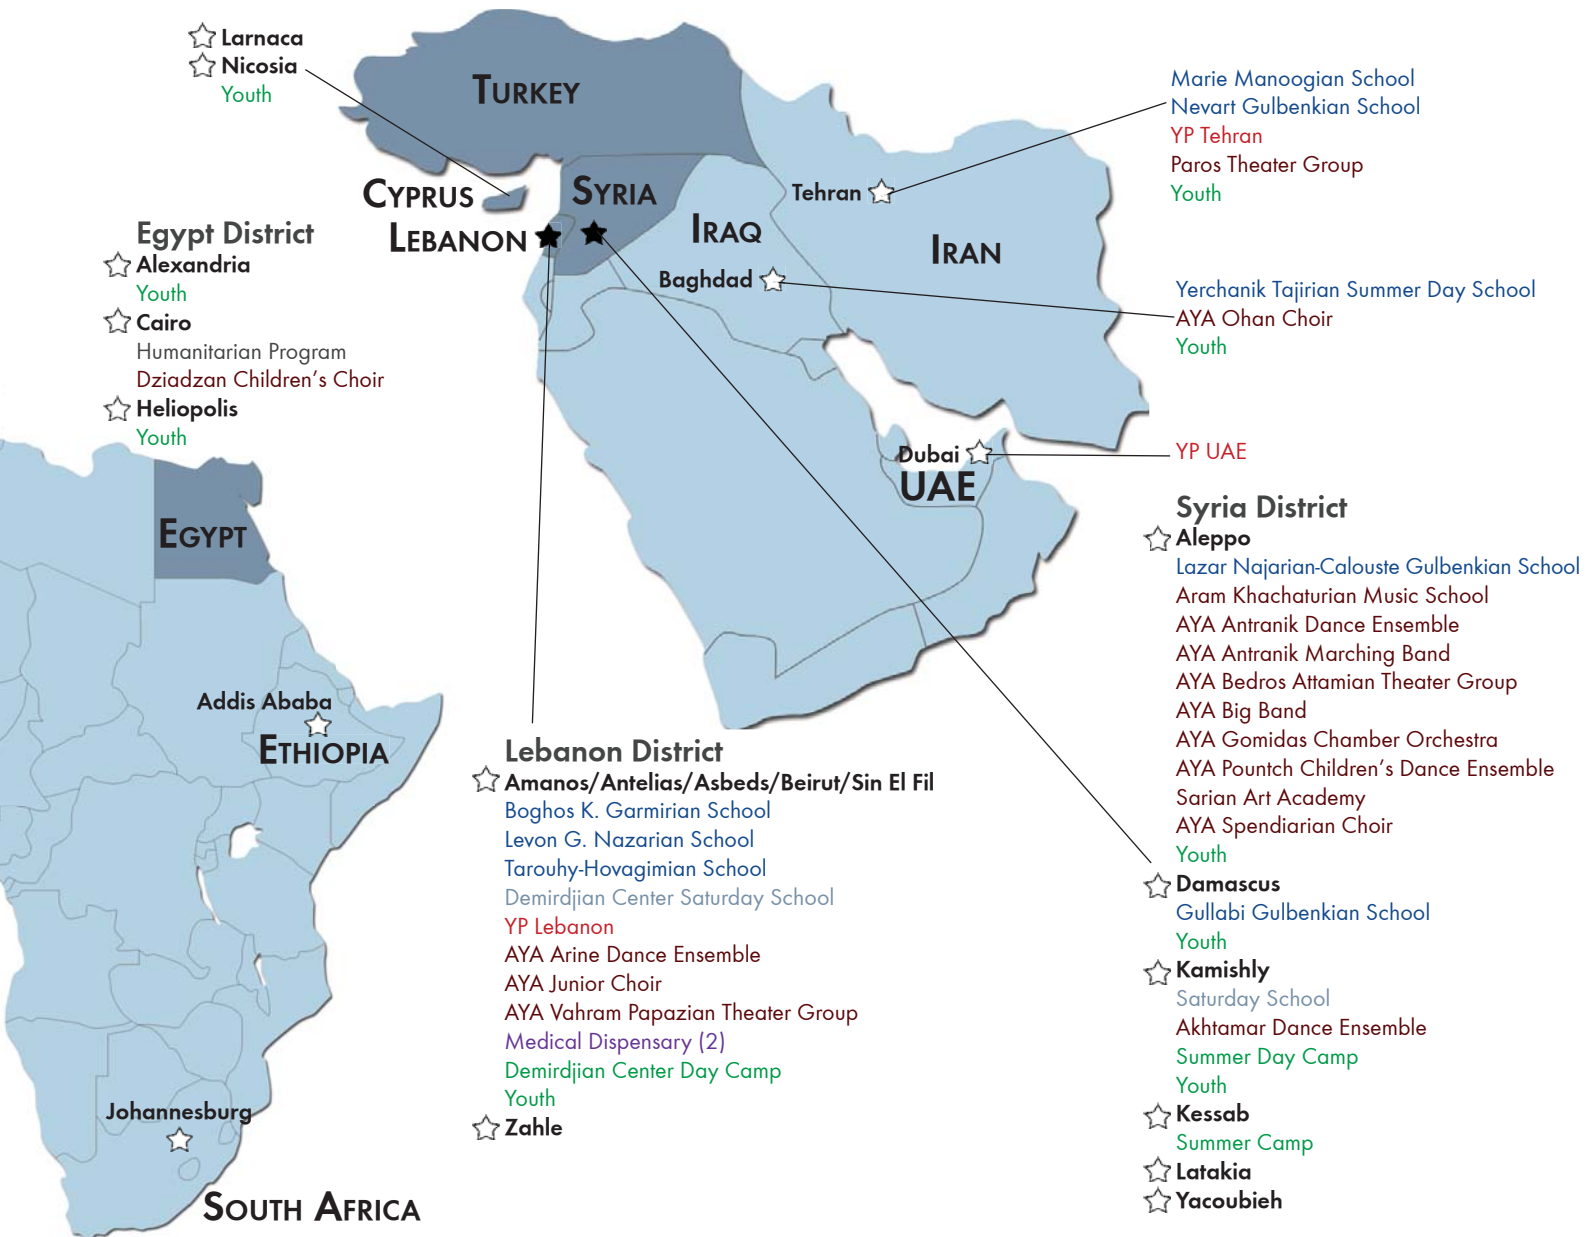 Larnaca
Nicosia
Youth
TURKEY
CYPRUS
SYRIA
LEBANON
IRAQ
Baghdad
Tehran
IRAN
Marie Manoogian School
Nevart Gulbenkian School
YP Tehran
Paros Theater Group
Youth
Yerchanik Tajirian Summer Day School
AYA Ohan Choir
Youth
Dubai
UAE
YP UAE
Egypt District
Alexandria
Youth
Cairo
Humanitarian Program
Dziadzan Children's Choir
Heliopolis
Youth
EGYPT
Addis Ababa
ETHIOPIA
Johannesburg
SOUTH AFRICA
Lebanon District
Amanos/Antelias/Asbeds/Beirut/Sin El Fil
Boghos K. Garmirian School
Levon G. Nazarian School
Tarouhy-Hovagimian School
Demirdjian Center Saturday School
YP Lebanon
AYA Arine Dance Ensemble
AYA Junior Choir
AYA Vahram Papazian Theater Group
Medical Dispensary (2)
Demirdjian Center Day Camp
Youth
Zahle
Syria District
Aleppo
Lazar Najarian-Calouste Gulbenkian School
Aram Khachaturian Music School
AYA Antranik Dance Ensemble
AYA Antranik Marching Band
AYA Bedros Attamian Theater Group
AYA Big Band
AYA Gomidas Chamber Orchestra
AYA Pountch Children's Dance Ensemble
Sarian Art Academy
AYA Spendiarian Choir
Youth
Damascus
Gullabi Gulbenkian School
Youth
Kamishly
Saturday School
Akhtamar Dance Ensemble
Summer Day Camp
Youth
Kessab
Summer Camp
Latakia
Yacoubieh